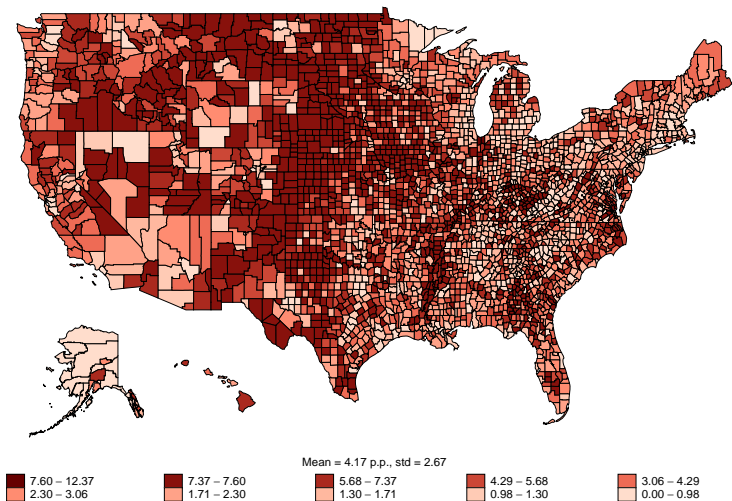 Mean = 4.17 p.p., std = 2.67
7.60 − 12.37 7.37 − 7.60 5.68 − 7.37 4.29 − 5.68 3.06 − 4.29
2.30 − 3.06 1.71 − 2.30 1.30 − 1.71 0.98 − 1.30 0.00 − 0.98